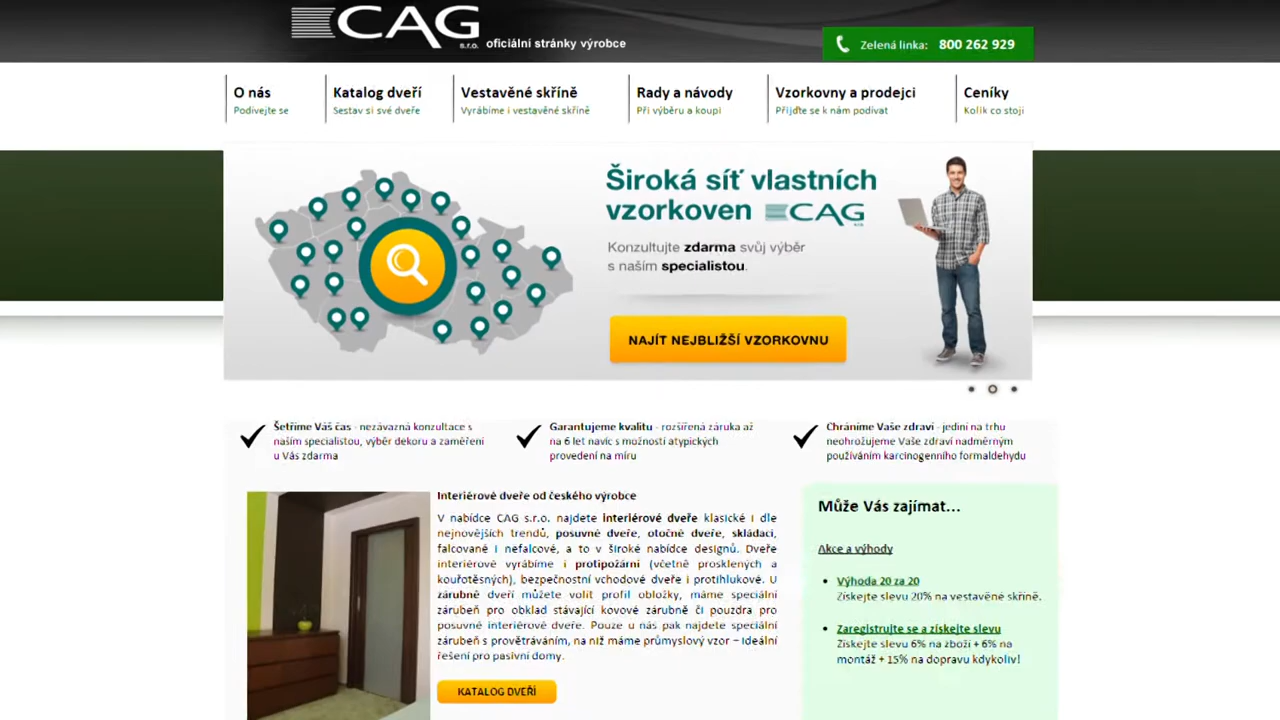 CAG
s.r.o.
oficiální stránky výrobce
Zelená linka: 800 262 929
O nás
Podívejte se
Katalog dveří
Sestav si své dveře
Vestavěné skříně
Vyrábíme i vestavěné skříně
Rady a návody
Při výběru a koupi
Vzorkovny a prodejci
Přijďte se k nám podívat
Ceníky
Kolik co stojí
Široká síť vlastních
vzorkoven CAG
s.r.o.
Konzultujte zdarma svůj výběr
s naším specialistou.
NAJÍT NEJBLIŽŠÍ VZORKOVNU
Šetříme Váš čas - nezávazná konzultace s
naším specialistou, výběr dekoru a zaměření
u Vás zdarma
Garantujeme kvalitu - rozšířená záruka až
na 6 let navíc s možností atypických
provedení na míru
Chráníme Vaše zdraví - jediní na trhu
neohrožujeme Vaše zdraví nadměrným
používáním karcinogenního formaldehydu
Interiérové dveře od českého výrobce
V nabídce CAG s.r.o. najdete interiérové dveře klasické i dle
nejnovějších trendů, posuvné dveře, otočné dveře, skládací,
falcované i nefalcové, a to v široké nabídce designů. Dveře
interiérové vyrábíme i protipožární (včetně prosklených a
kouřotěsných), bezpečnostní vchodové dveře i protihlukové. U
zárubně dveří můžete volit profil obložky, máme speciální
zárubeň pro obklad stávající kovové zárubně či pouzdra pro
posuvné interiérové dveře. Pouze u nás pak najdete speciální
zárubeň s provětráváním, na niž máme průmyslový vzor – ideální
řešení pro pasivní domy.
KATALOG DVEŘÍ
Může Vás zajímat...
Akce a výhody
Výhoda 20 za 20
Získejte slevu 20% na vestavěné skříně.
Zaregistrujte se a získejte slevu
Získejte slevu 6% na zboží + 6% na
montáž + 15% na dopravu kdykoliv!